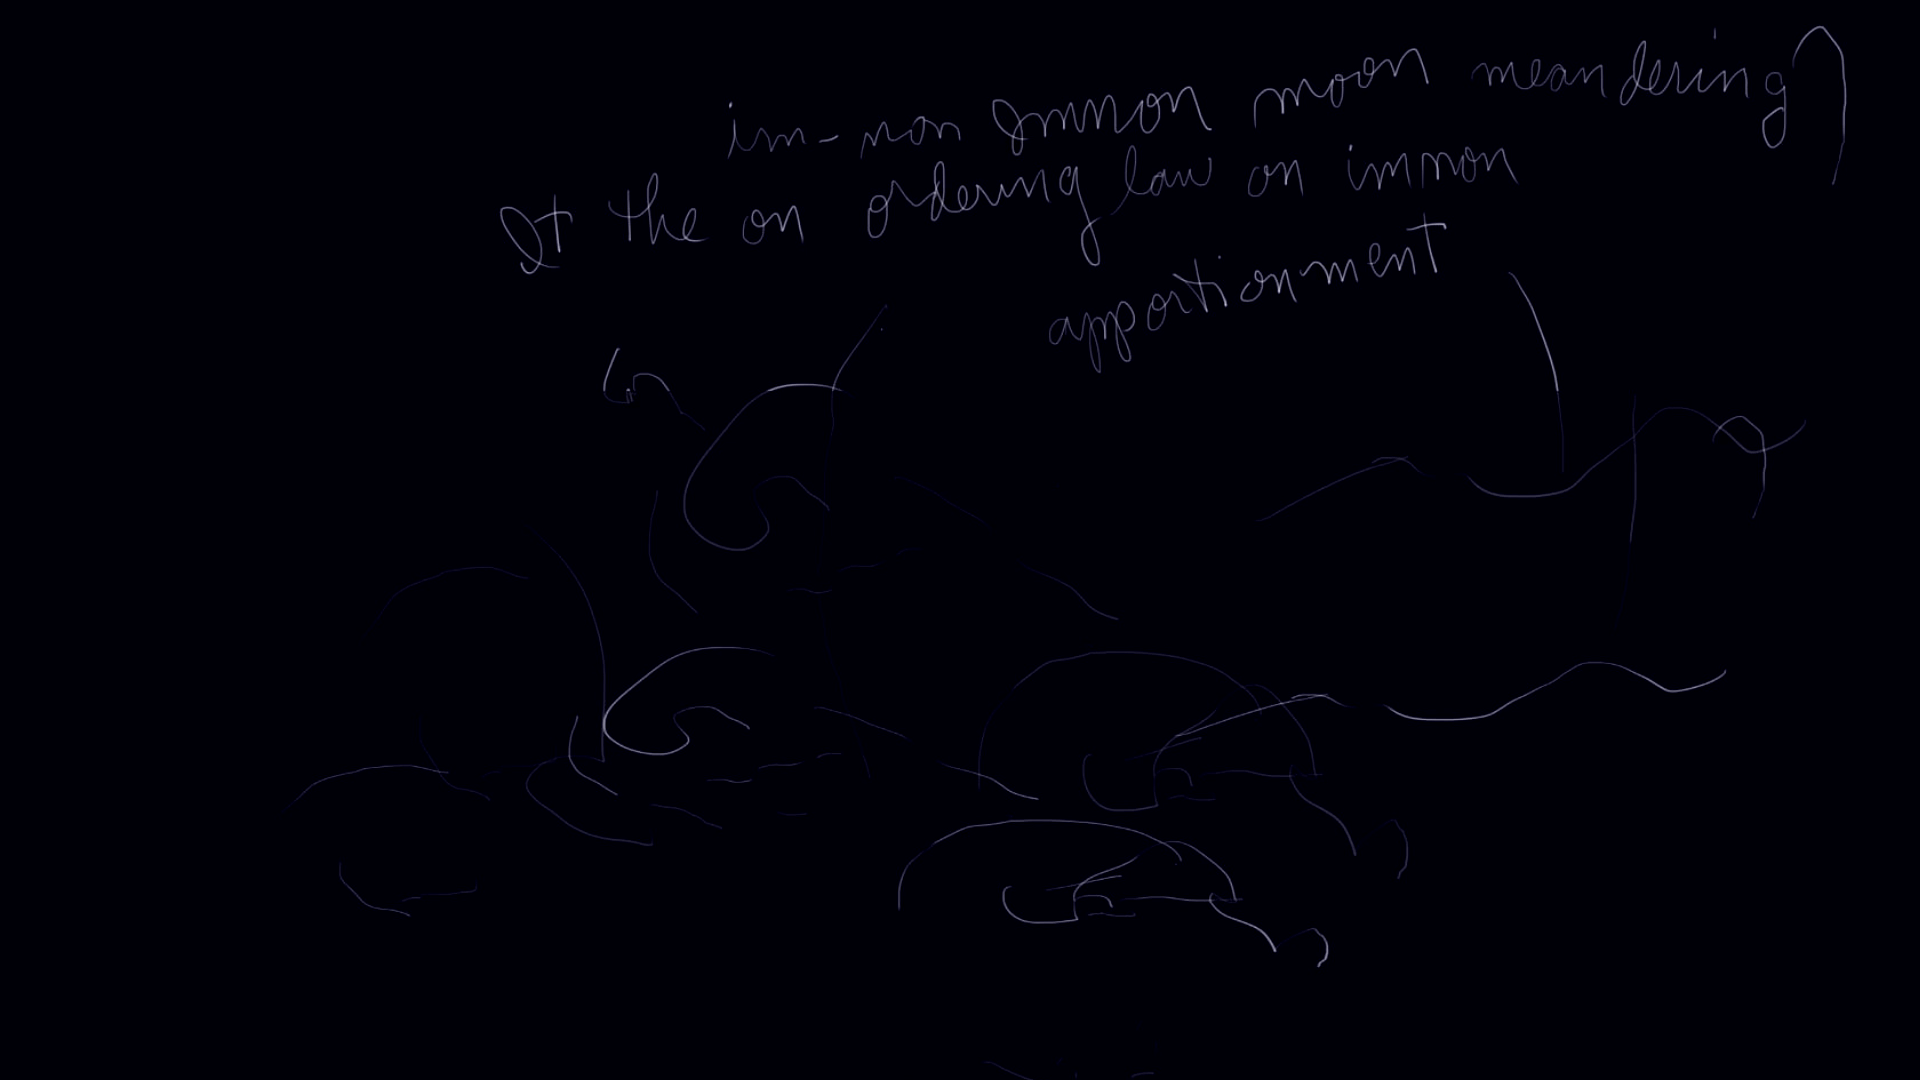 im-non Immon moon meandering
It the on ordering law on immon
apportionment